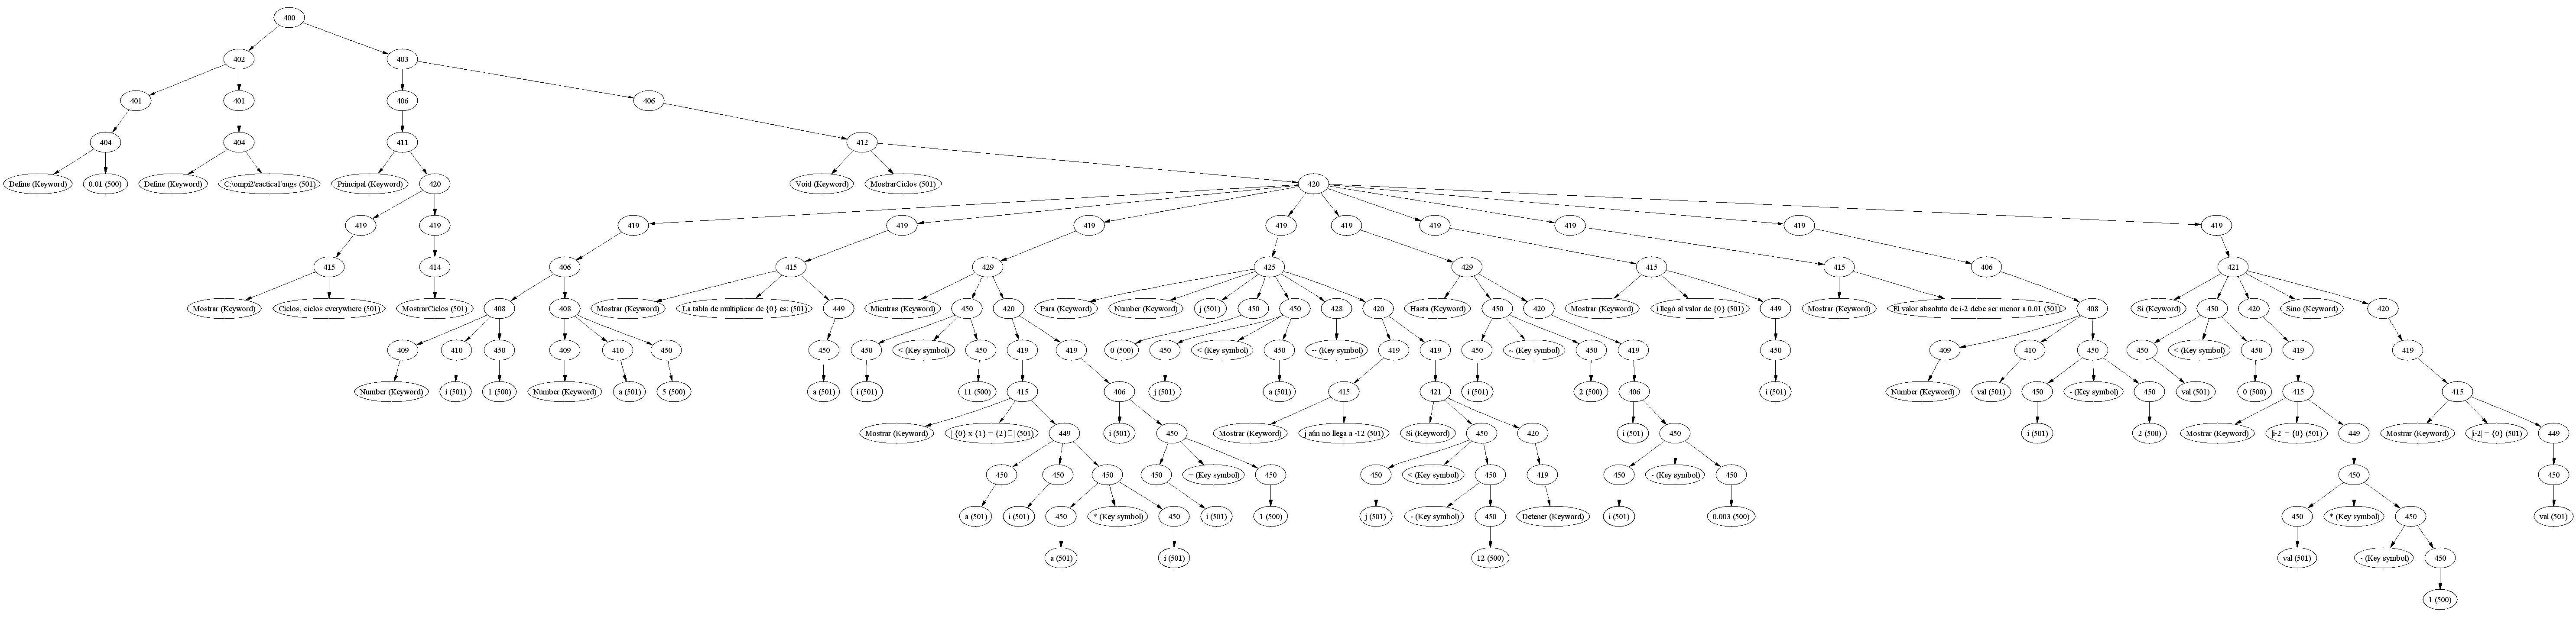 400
402 403
401 401 406 406
404 404 411 412
Define (Keyword) 0.01 (500) Define (Keyword) C:\ompi2\ractica1\mgs (501) Principal (Keyword) 420 Void (Keyword) MostrarCiclos (501) 420
419 419 419 419 419 419 419 419 419 419 419
415 414 406 415 429 425 429 415 415 406 421
Mostrar (Keyword) Ciclos, ciclos everywhere (501) MostrarCiclos (501) 408 408 Mostrar (Keyword) La tabla de multiplicar de {0} es: (501) 449 Mientras (Keyword) 450 420 Para (Keyword) Number (Keyword) j (501) 450 450 428 420 Hasta (Keyword) 450 420 Mostrar (Keyword) i llegó al valor de {0} (501) 449 Mostrar (Keyword) El valor absoluto de i-2 debe ser menor a 0.01 (501) 408 Si (Keyword) 450 420 Sino (Keyword) 420
409 410 450 409 410 450 450 450 < (Key symbol) 450 419 419 0 (500) 450 < (Key symbol) 450 -- (Key symbol) 419 419 450 ~ (Key symbol) 450 419 450 409 410 450 450 < (Key symbol) 450 419 419
Number (Keyword) i (501) 1 (500) Number (Keyword) a (501) 5 (500) a (501) i (501) 11 (500) 415 406 j (501) a (501) 415 421 i (501) 2 (500) 406 i (501) Number (Keyword) val (501) 450 - (Key symbol) 450 val (501) 0 (500) 415 415
Mostrar (Keyword) | {0} x {1} = {2} | (501) 449 i (501) 450 Mostrar (Keyword) j aún no llega a -12 (501) Si (Keyword) 450 420 i (501) 450 i (501) 2 (500) Mostrar (Keyword) |i-2| = {0} (501) 449 Mostrar (Keyword) |i-2| = {0} (501) 449
450 450 450 450 + (Key symbol) 450 450 < (Key symbol) 450 419 450 - (Key symbol) 450 450 450
a (501) i (501) 450 * (Key symbol) 450 i (501) 1 (500) j (501) - (Key symbol) 450 Detener (Keyword) i (501) 0.003 (500) 450 * (Key symbol) 450 val (501)
a (501) i (501) 12 (500) val (501) - (Key symbol) 450
1 (500)